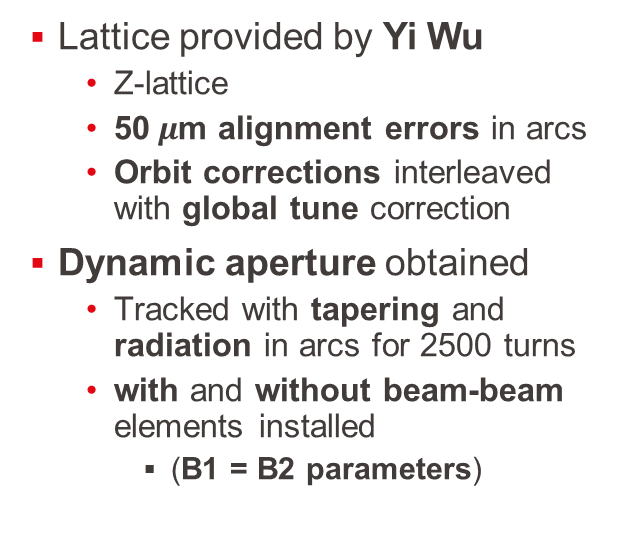 ▪ Lattice provided by Yi Wu
• Z-lattice
• 50 𝝁m alignment errors in arcs
• Orbit corrections interleaved
with global tune correction
▪ Dynamic aperture obtained
• Tracked with tapering and
radiation in arcs for 2500 turns
• with and without beam-beam
elements installed
▪ (B1 = B2 parameters)